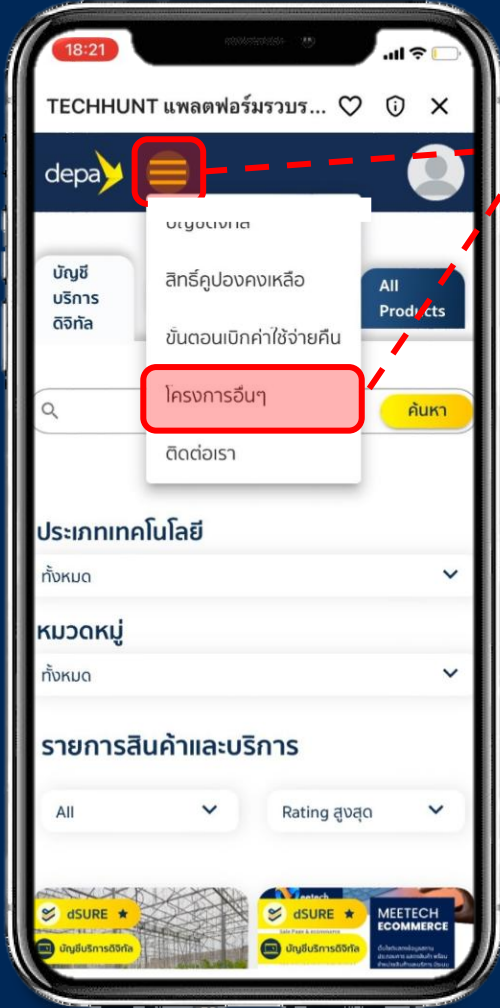 18:21
TECHHUNT แพลตฟอร์มรวบร...
depa
บัญชีดิจิทัล
บัญชี
บริการ
ดิจิทัล
สิทธิ์คูปองคงเหลือ
All
Products
ขั้นตอนเบิกค่าใช้จ่ายคืน
โครงการอื่นๆ
ค้นหา
ติดต่อเรา
ประเภทเทคโนโลยี
ทั้งหมด
หมวดหมู่
ทั้งหมด
รายการสินค้าและบริการ
All
Rating สูงสุด
dSURE
บัญชีบริการดิจิทัล
Meetech
dSURE
บัญชีบริการดิจิทัล
MEETECH
ECOMMERCE